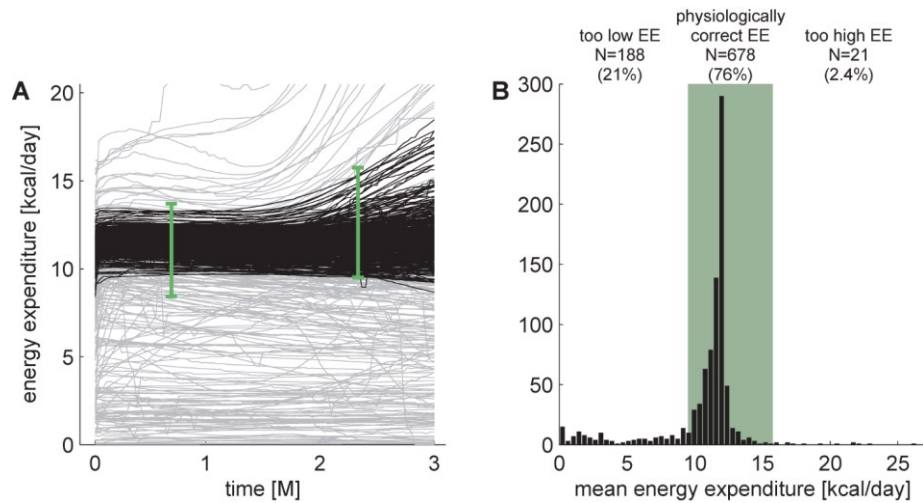 A
energy expenditure [kcal/day]
20
15
10
5
0
0 1 2 3
time [M]
too low EE
N=188
(21%)
physiologically
correct EE
N=678
(76%)
too high EE
N=21
(2.4%)
B
300
250
200
150
100
50
0
0 5 10 15 20 25
mean energy expenditure [kcal/day]